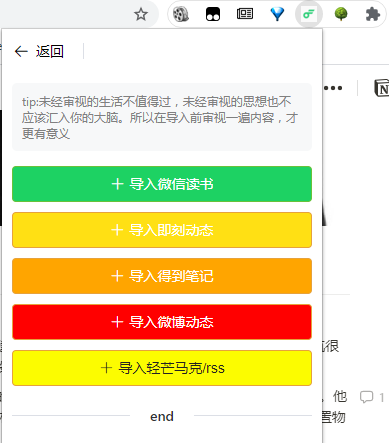 返回
tip:未经审视的生活不值得过，未经审视的思想也不
应该汇入你的大脑。所以在导入前审视一遍内容，才
更有意义
导入微信读书
导入即刻动态
导入得到笔记
导入微博动态
很
导入轻芒马克/rss
他
1
置物
end